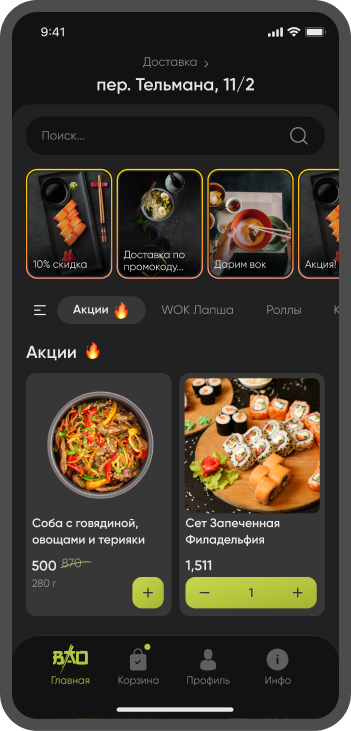 9:41
Доставка
пер. Тельмана, 11/2
Поиск...
10% скидка
Доставка по
промокоду...
Дарим вок
Акция!
Акции
WOK Лапша
Роллы
К
Акции
Соба с говядиной,
овощами и терияки
500 870
280 г
+
Сет Запеченная
Филадельфия
1,511
− 1 +
ВАО
Главная
Корзина
Профиль
Инфо